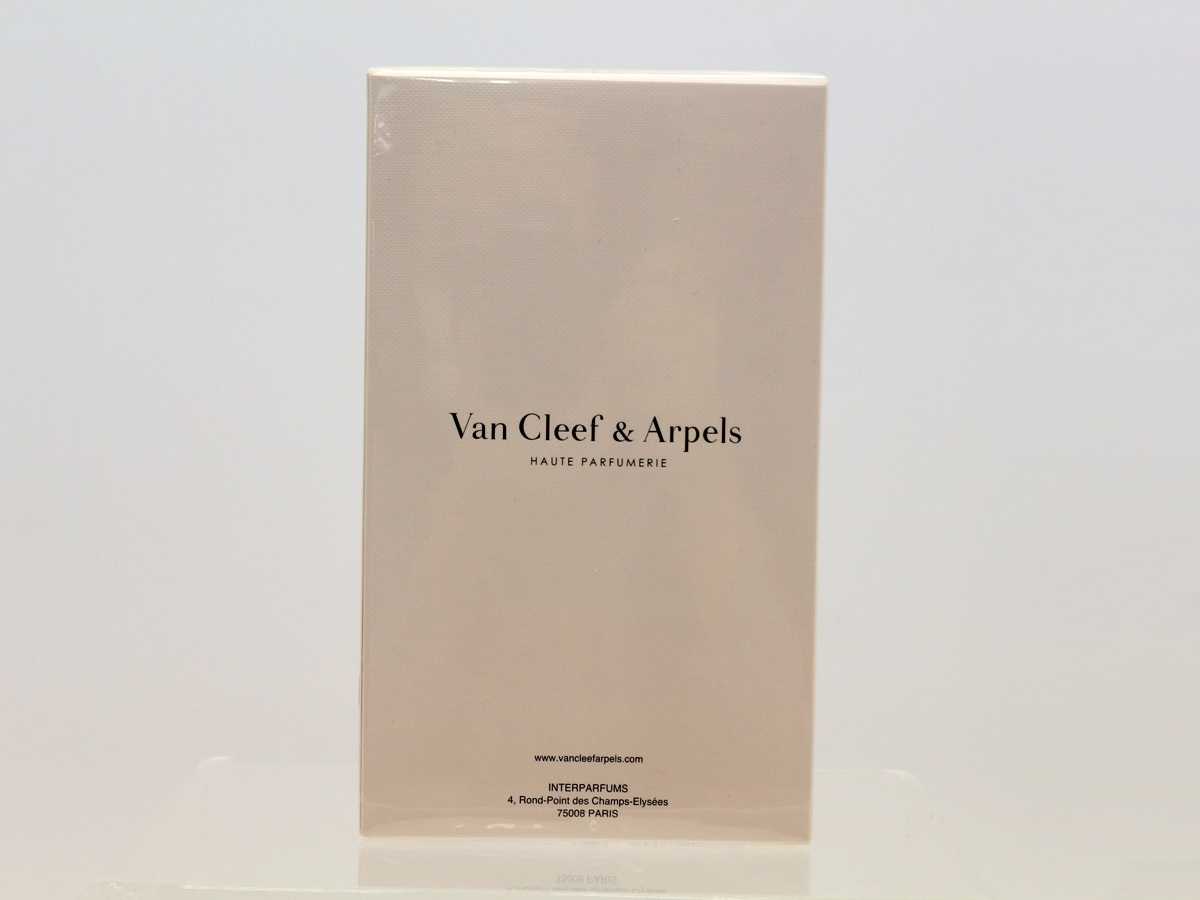 Van Cleef & Arpels
HAUTE PARFUMERIE
www.vancleefarpels.com
INTERPARFUMS
4, Rond-Point des Champs-Elysées
75008 PARIS